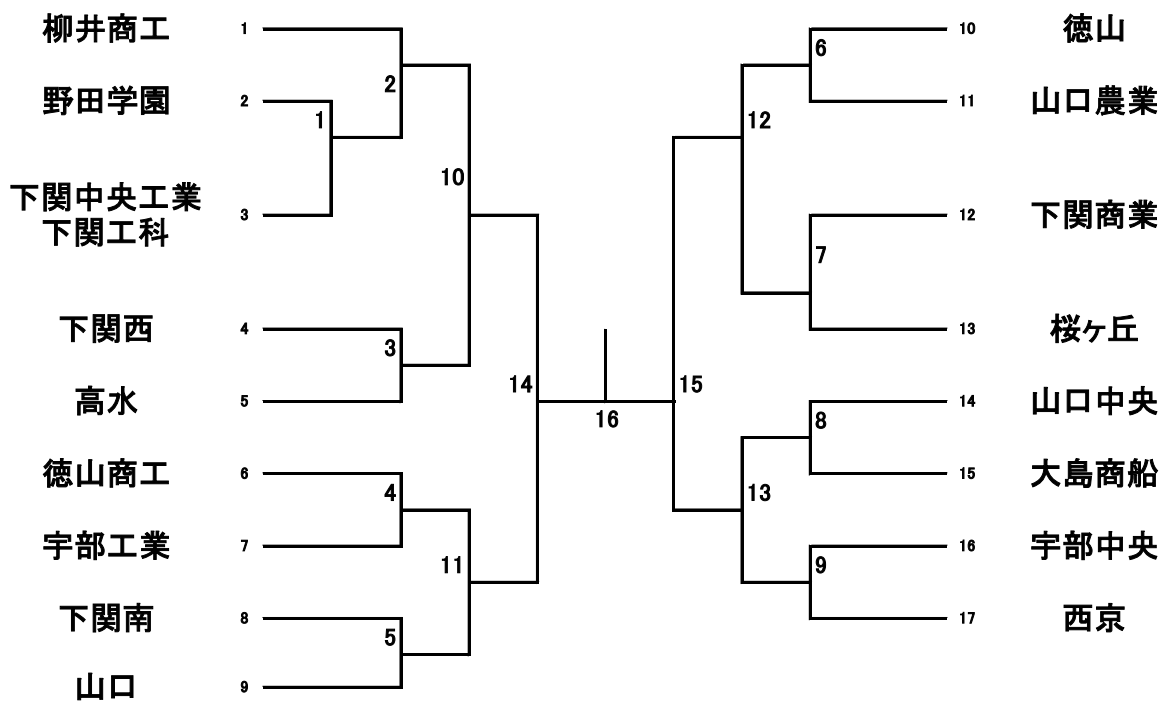 柳井商工 1
野田学園 2
下関中央工業
下関工科 3
下関西 4
高水 5
徳山商工 6
宇部工業 7
下関南 8
山口 9
1
2
3
4
5
10
11
14
16
15
12
13
6
7
8
9
10 徳山
11 山口農業
12 下関商業
13 桜ヶ丘
14 山口中央
15 大島商船
16 宇部中央
17 西京